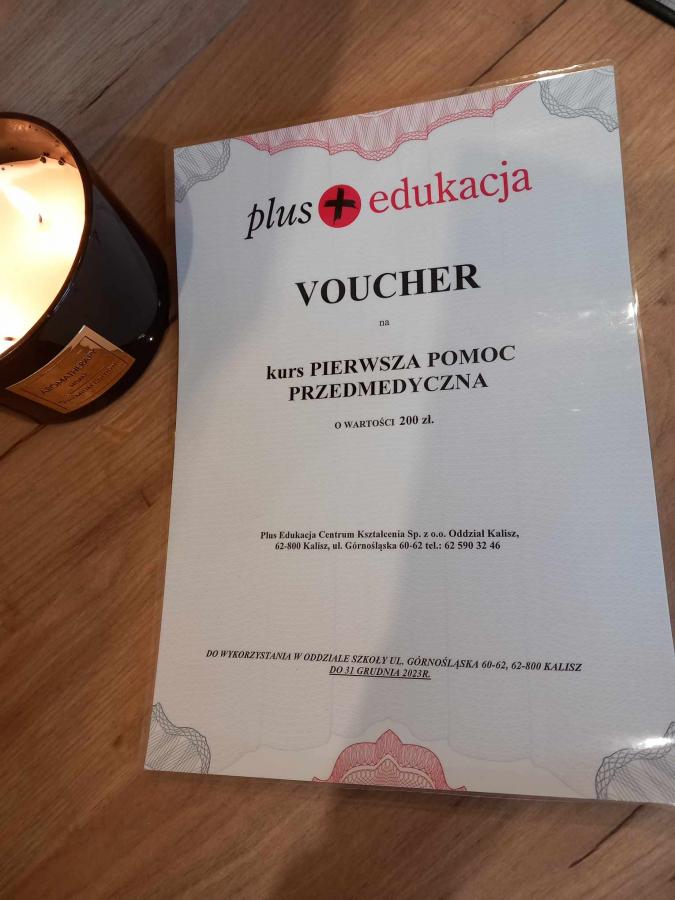 plus + edukacja
VOUCHER
na
kurs PIERWSZA POMOC
PRZEDMEDYCZNA
O WARTOŚCI 200 zł.
Plus Edukacja Centrum Kształcenia Sp. z o.o. Oddział Kalisz,
62-800 Kalisz, ul. Górnośląska 60-62 tel.: 62 590 32 46
DO WYKORZYSTANIA W ODDZIALE SZKOŁY UL. GÓRNOŚLĄSKA 60-62, 62-800 KALISZ
DO 31 GRUDNIA 2023R.
AROMATHERAPY